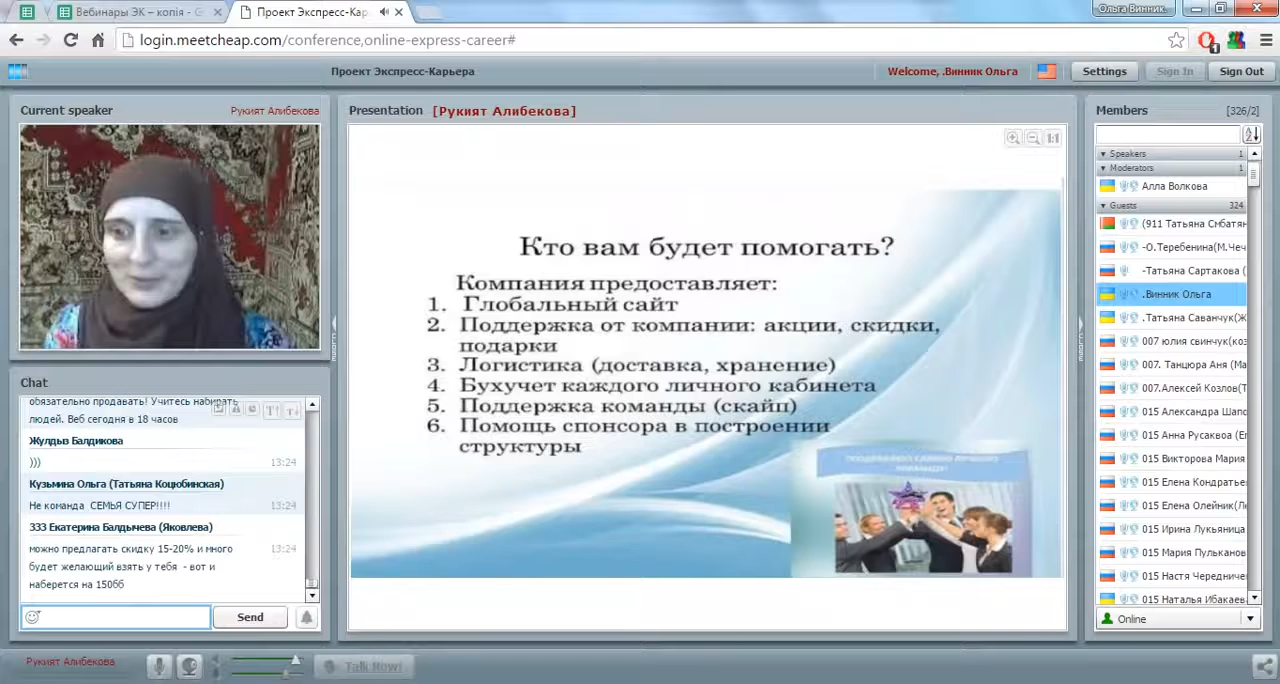 Вебинары ЭК – копія - G
Проект Экспресс-Кар
Ольга Винник.
login.meetcheap.com/conference,online-express-career#
1
Проект Экспресс-Карьера
Welcome, .Винник Ольга
Settings
Sign In
Sign Out
Current speaker
Рукият Алибекова
Presentation
[Рукият Алибекова]
1:1
Кто вам будет помогать?
Компания предоставляет:
1. Глобальный сайт
2. Поддержка от компании: акции, скидки,
подарки
3. Логистика (доставка, хранение)
4. Бухучет каждого личного кабинета
5. Поддержка команды (скайп)
6. Помощь спонсора в построении
структуры
Chat
обязательно продавать! Учитесь набирать
людей. Веб сегодня в 18 часов
Жулдыз Балдикова
)))
13:24
Кузьмина Ольга (Татьяна Коцюбинская)
Не команда СЕМЬЯ СУПЕР!!!!
13:24
333 Екатерина Балдычева (Яковлева)
можно предлагать скидку 15-20% и много
13:24
будет желающий взять у тебя - вот и
наберется на 150бб
Send
Members
[326/2]
Speakers 1
Moderators 1
Алла Волкова
Guests 324
(911 Татьяна Смбатян
-О.Теребенина(М.Чеч
-Татьяна Сартакова (
.Винник Ольга
.Татьяна Саванчук(Ж
007 юлия свинчук(коз
007. Танцюра Аня (Ма
007.Алексей Козлов(Т
015 Александра Шапо
015 Анна Русаквоа (Ег
015 Викторова Мария
015 Елена Кондратье
015 Елена Олейник(Ле
015 Ирина Лукьяница
015 Мария Пульканов
015 Настя Чередниче
015 Наталья Ибакаев
Online
Рукият Алибекова
Talk Now!